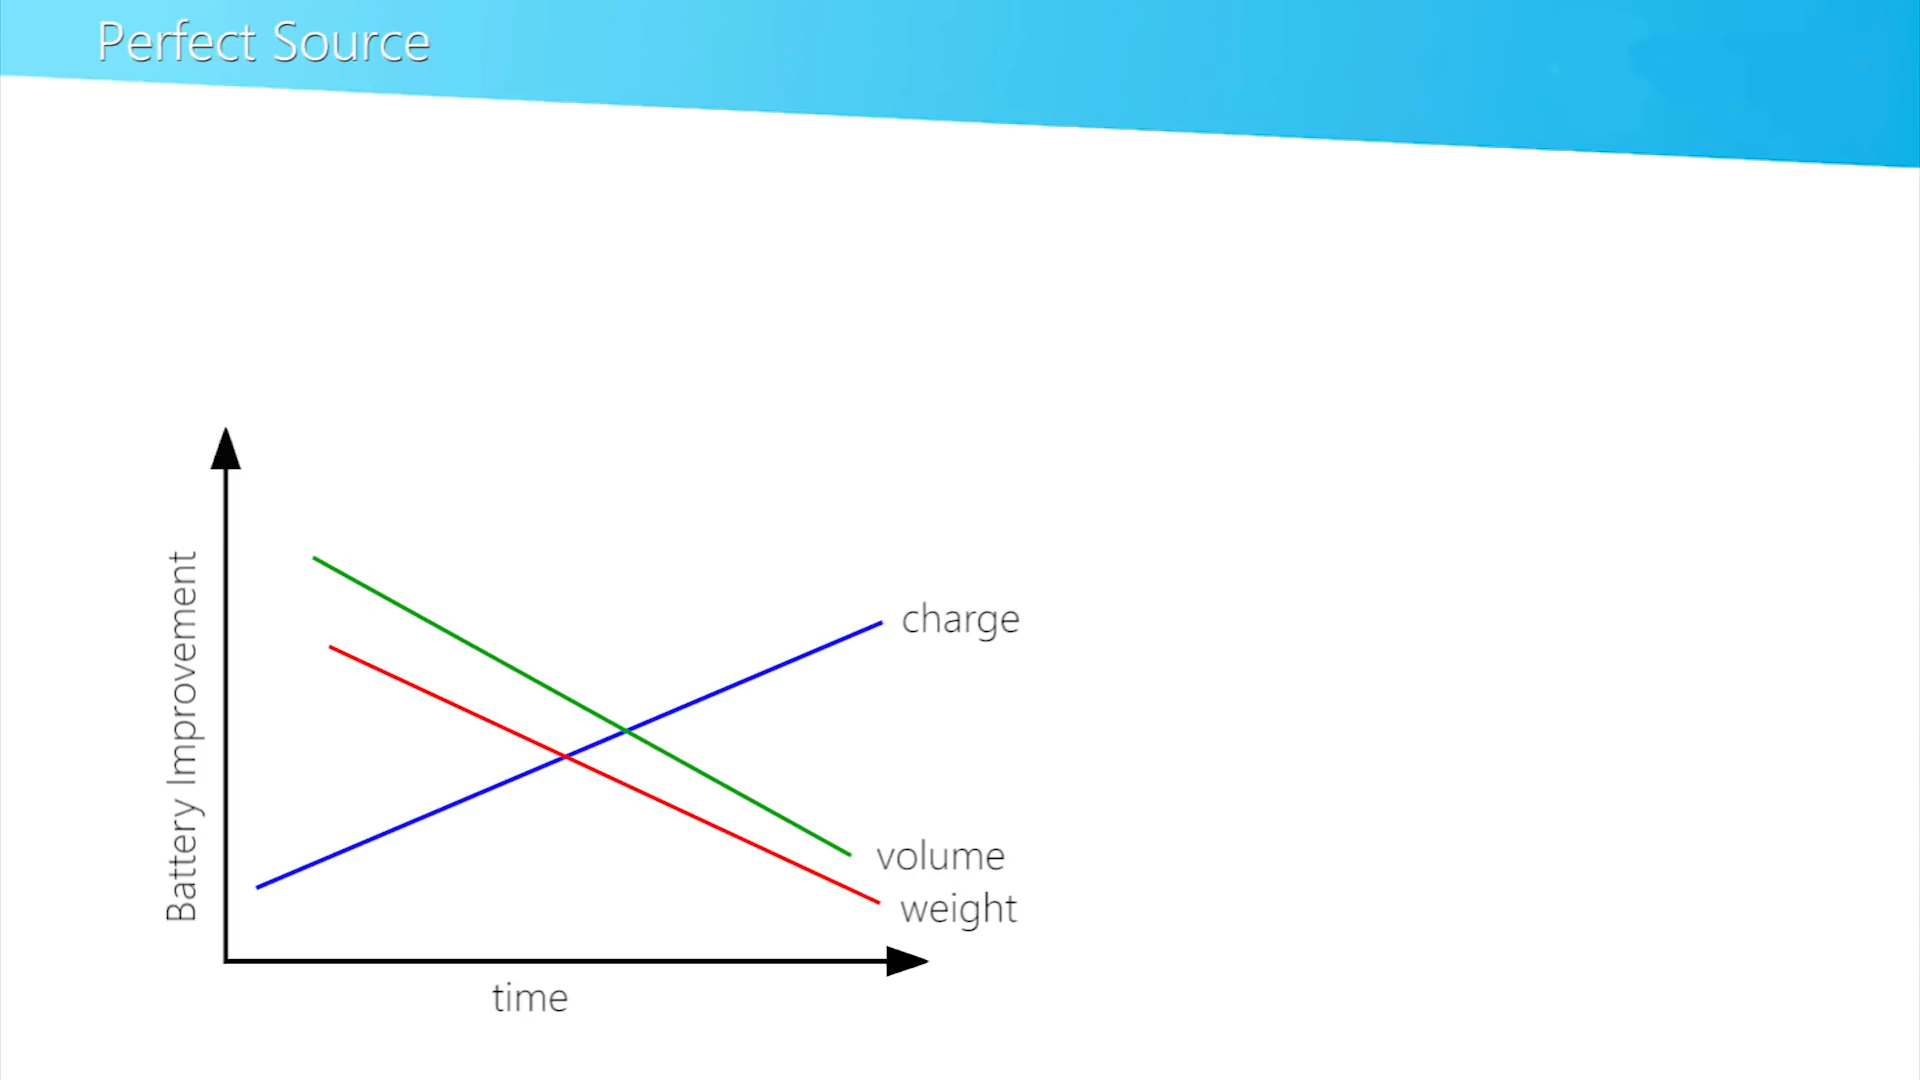 Perfect Source
Battery Improvement
charge
volume
weight
time